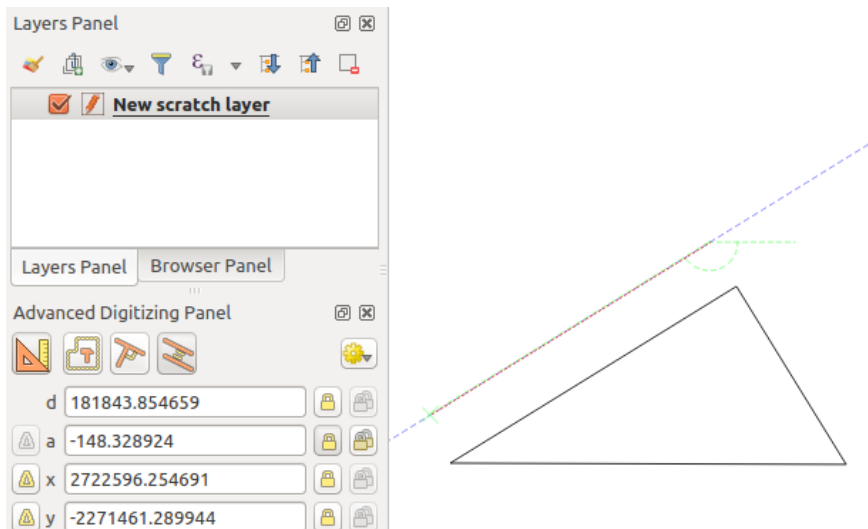 Layers Panel
New scratch layer
Layers Panel Browser Panel
Advanced Digitizing Panel
d 181843.854659
a -148.328924
x 2722596.254691
y -2271461.289944